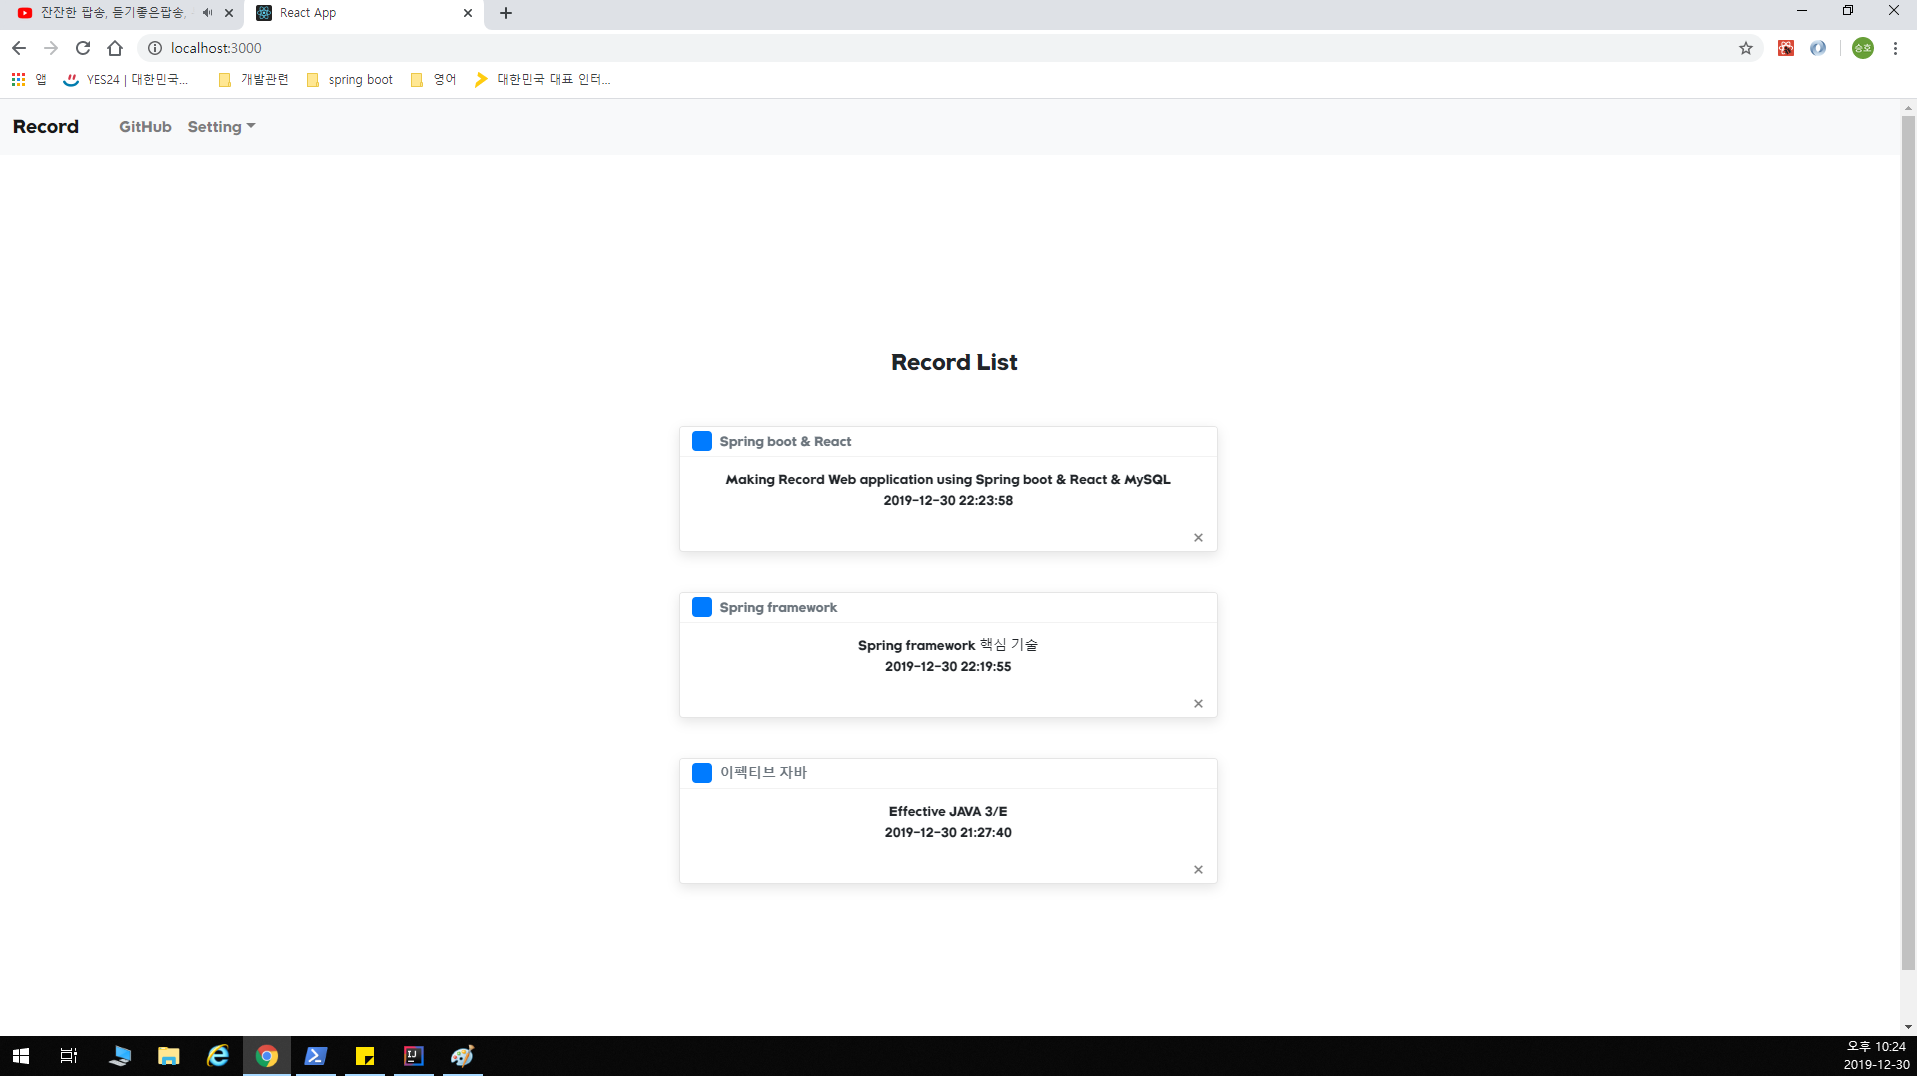 잔잔한 팝송, 듣기좋은팝송,
React App
localhost:3000
승호
앱
YES24 | 대한민국...
개발관련
spring boot
영어
대한민국 대표 인터...
Record
GitHub
Setting
Record List
Spring boot & React
Making Record Web application using Spring boot & React & MySQL
2019-12-30 22:23:58
Spring framework
Spring framework 핵심 기술
2019-12-30 22:19:55
이펙티브 자바
Effective JAVA 3/E
2019-12-30 21:27:40
오후 10:24
2019-12-30